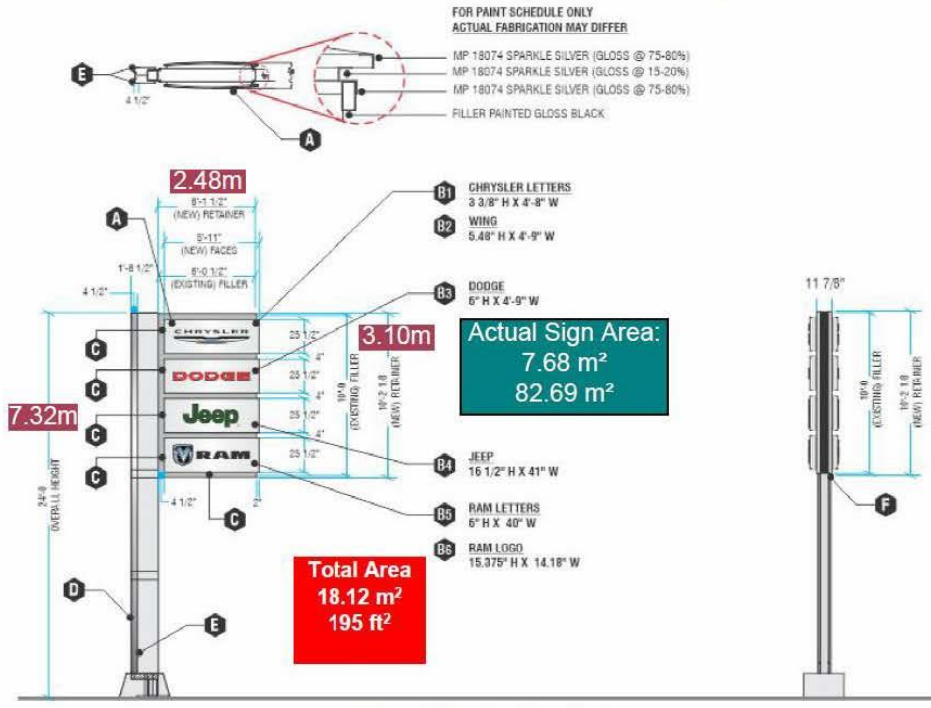 FOR PAINT SCHEDULE ONLY
ACTUAL FABRICATION MAY DIFFER
MP 18074 SPARKLE SILVER (GLOSS @ 75-80%)
MP 18074 SPARKLE SILVER (GLOSS @ 15-20%)
MP 18074 SPARKLE SILVER (GLOSS @ 75-80%)
FILLER PAINTED GLOSS BLACK
E
4 1/2"
A
2.48m
6'-1 1/2"
(NEW) RETAINER
5'-11"
(NEW) FACES
6'-0 1/2"
(EXISTING) FILLER
1'-8 1/2"
4 1/2"
A
B1 CHRYSLER LETTERS
3 3/8" H X 4'-8" W
B2 WING
5.48" H X 4'-9" W
B3 DODGE
6" H X 4'-9" W
11 7/8"
C
CHRYSLER
25 1/2"
4"
3.10m
Actual Sign Area:
7.68 m²
82.69 m²
C
DODGE
25 1/2"
4"
10'-0
(EXISTING) FILLER
10'-2 1/8
(NEW) RETAINER
10'-0
(EXISTING) FILLER
10'-2 1/8
(NEW) RETAINER
7.32m
C
Jeep
25 1/2"
4"
C
RAM
25 1/2"
B4 JEEP
16 1/2" H X 41" W
24'-0
OVERALL HEIGHT
4 1/2"
C
2"
B5 RAM LETTERS
6" H X 40" W
F
B6 RAM LOGO
15.375" H X 14.18" W
Total Area
18.12 m²
195 ft²
D
E